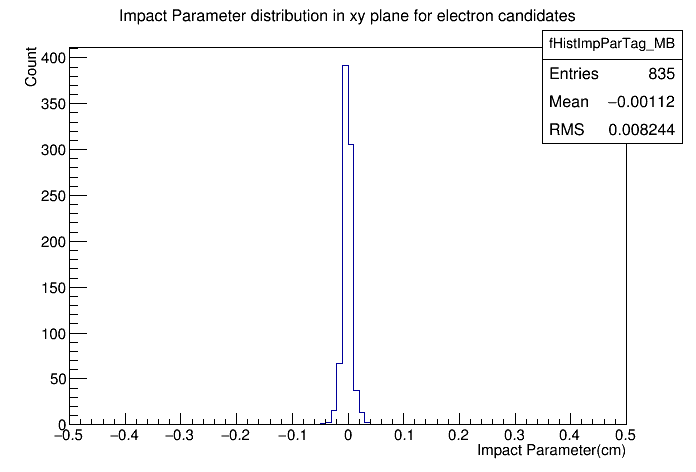 Impact Parameter distribution in xy plane for electron candidates
fHistImpParTag_MB
Entries 835
Mean −0.00112
RMS 0.008244
Count
400
350
300
250
200
150
100
50
0
−0.5 −0.4 −0.3 −0.2 −0.1 0 0.1 0.2 0.3 0.4 0.5
Impact Parameter(cm)